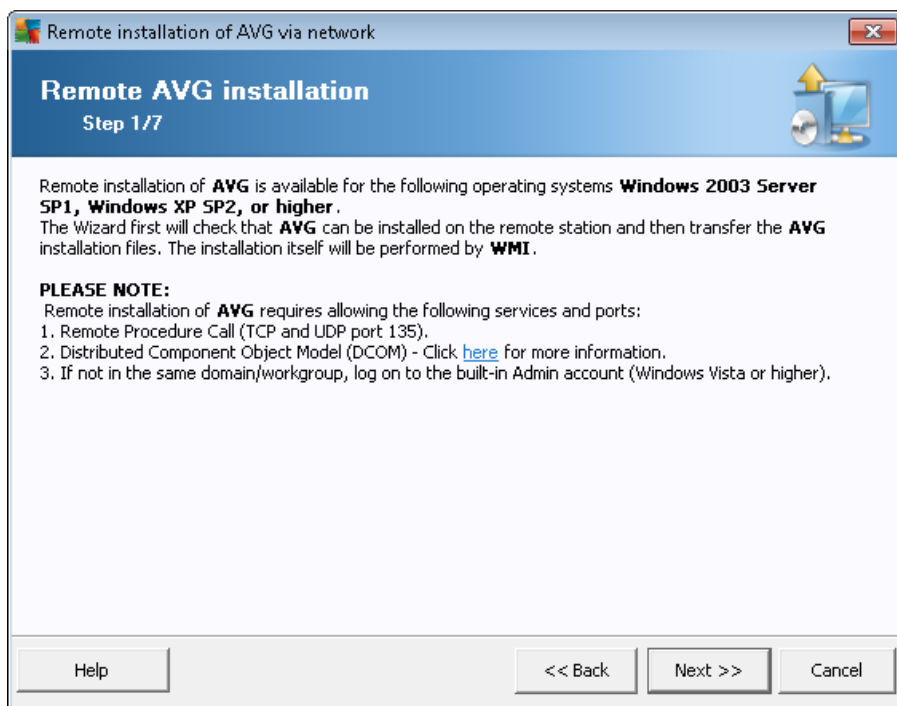 Remote installation of AVG via network
Remote AVG installation
Step 1/7
Remote installation of AVG is available for the following operating systems Windows 2003 Server
SP1, Windows XP SP2, or higher.
The Wizard first will check that AVG can be installed on the remote station and then transfer the AVG
installation files. The installation itself will be performed by WMI.
PLEASE NOTE:
Remote installation of AVG requires allowing the following services and ports:
1. Remote Procedure Call (TCP and UDP port 135).
2. Distributed Component Object Model (DCOM) - Click here for more information.
3. If not in the same domain/workgroup, log on to the built-in Admin account (Windows Vista or higher).
Help
<< Back
Next >>
Cancel